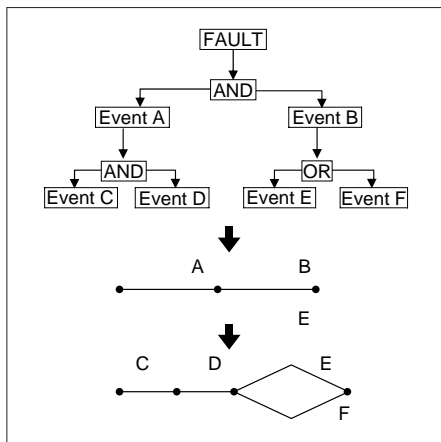 FAULT
AND
Event A Event B
AND OR
Event C Event D Event E Event F
A B
E
C D E
F